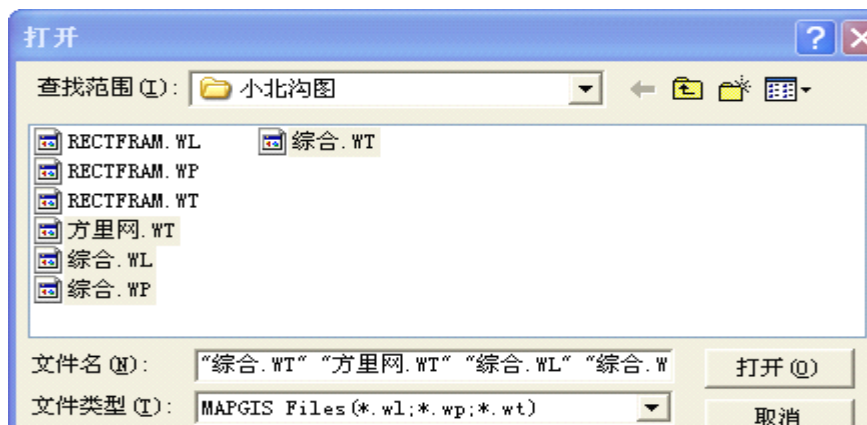 打开
查找范围(I): 小北沟图
RECTFRAM.WL 综合.WT
RECTFRAM.WP
RECTFRAM.WT
方里网.WT
综合.WL
综合.WP
文件名(N): "综合.WT" "方里网.WT" "综合.WL" "综合.W 打开(O)
文件类型(T): MAPGIS Files(*.wl;*.wp;*.wt) 取消